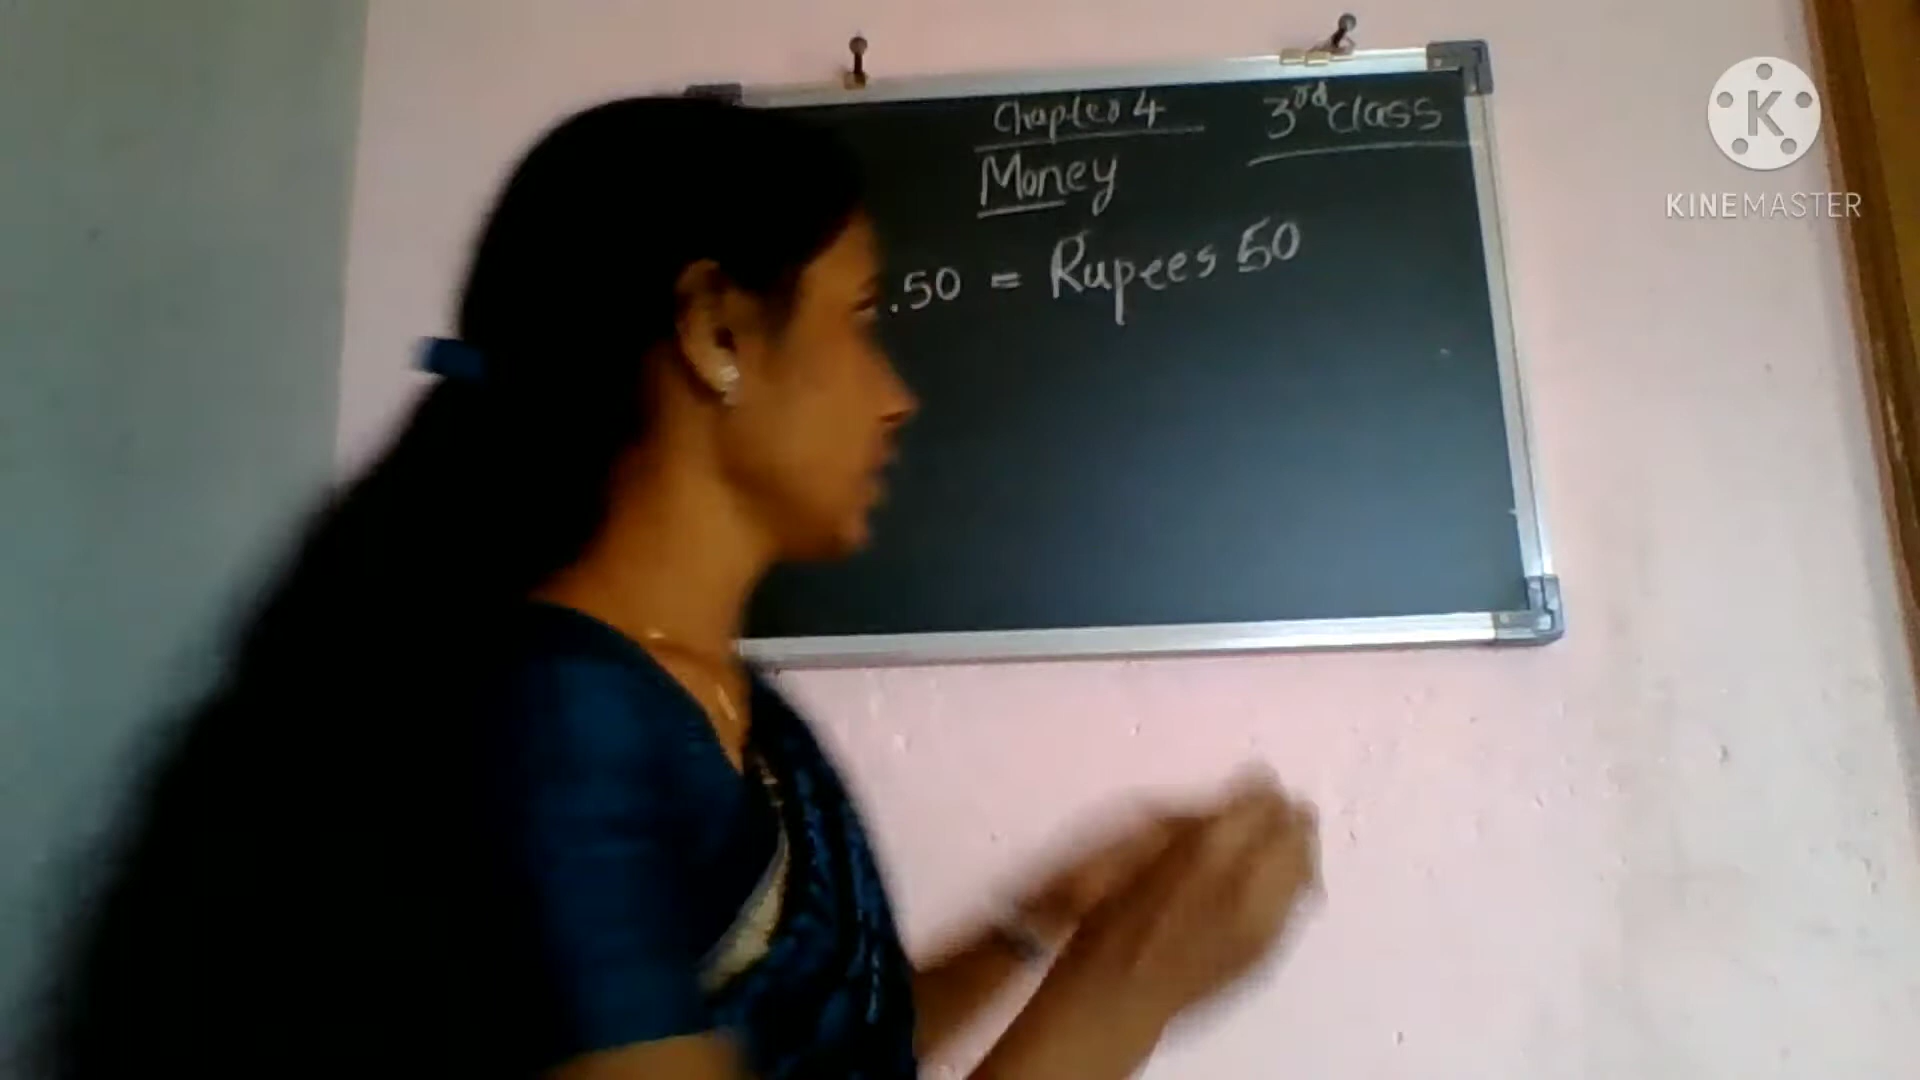 Chapter 4
3rd class
Money
.50 = Rupees 50
K
KINEMASTER